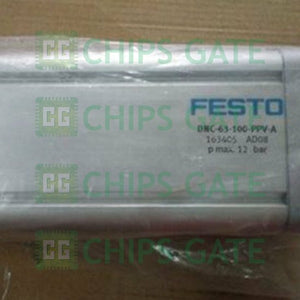 CHIPS GATE
FESTO
DNC-63-100-PPV-A
163405 AD08
p max. 12 bar
CHIPS GATE
CHIPS GATE
CHIPS GATE